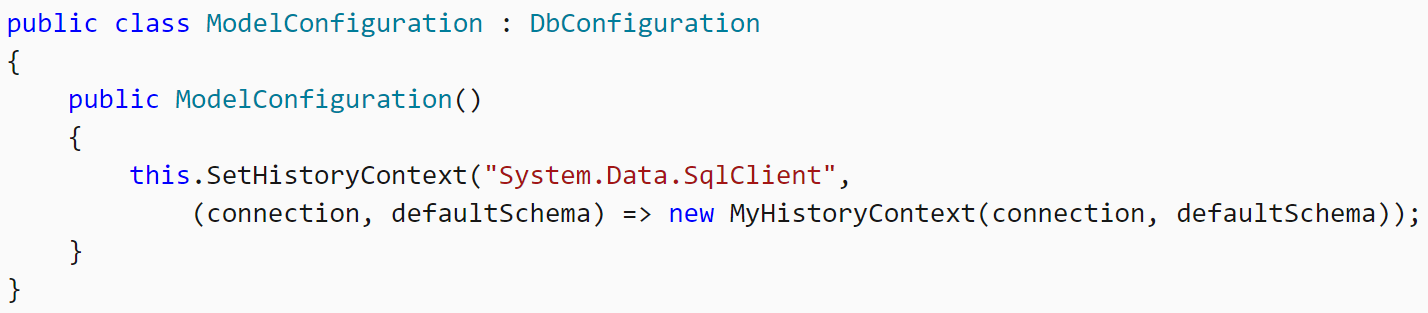 public class ModelConfiguration : DbConfiguration
{
    public ModelConfiguration()
    {
        this.SetHistoryContext("System.Data.SqlClient",
            (connection, defaultSchema) => new MyHistoryContext(connection, defaultSchema));
    }
}